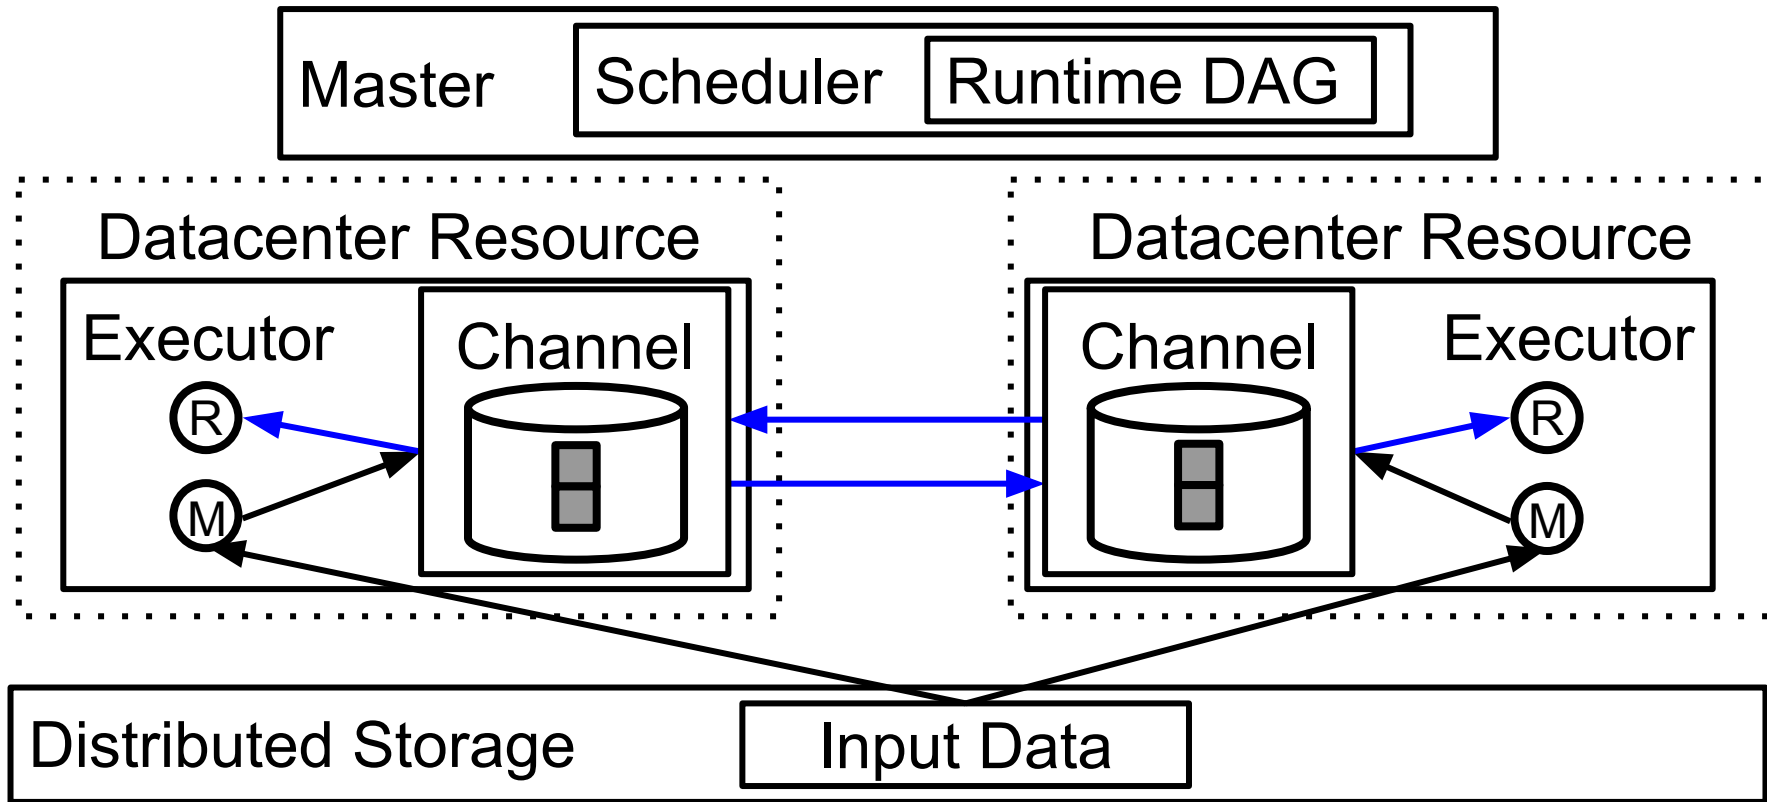 Master
Scheduler
Runtime DAG
Datacenter Resource
Executor
Channel
R
M
Datacenter Resource
Channel
Executor
R
M
Distributed Storage
Input Data